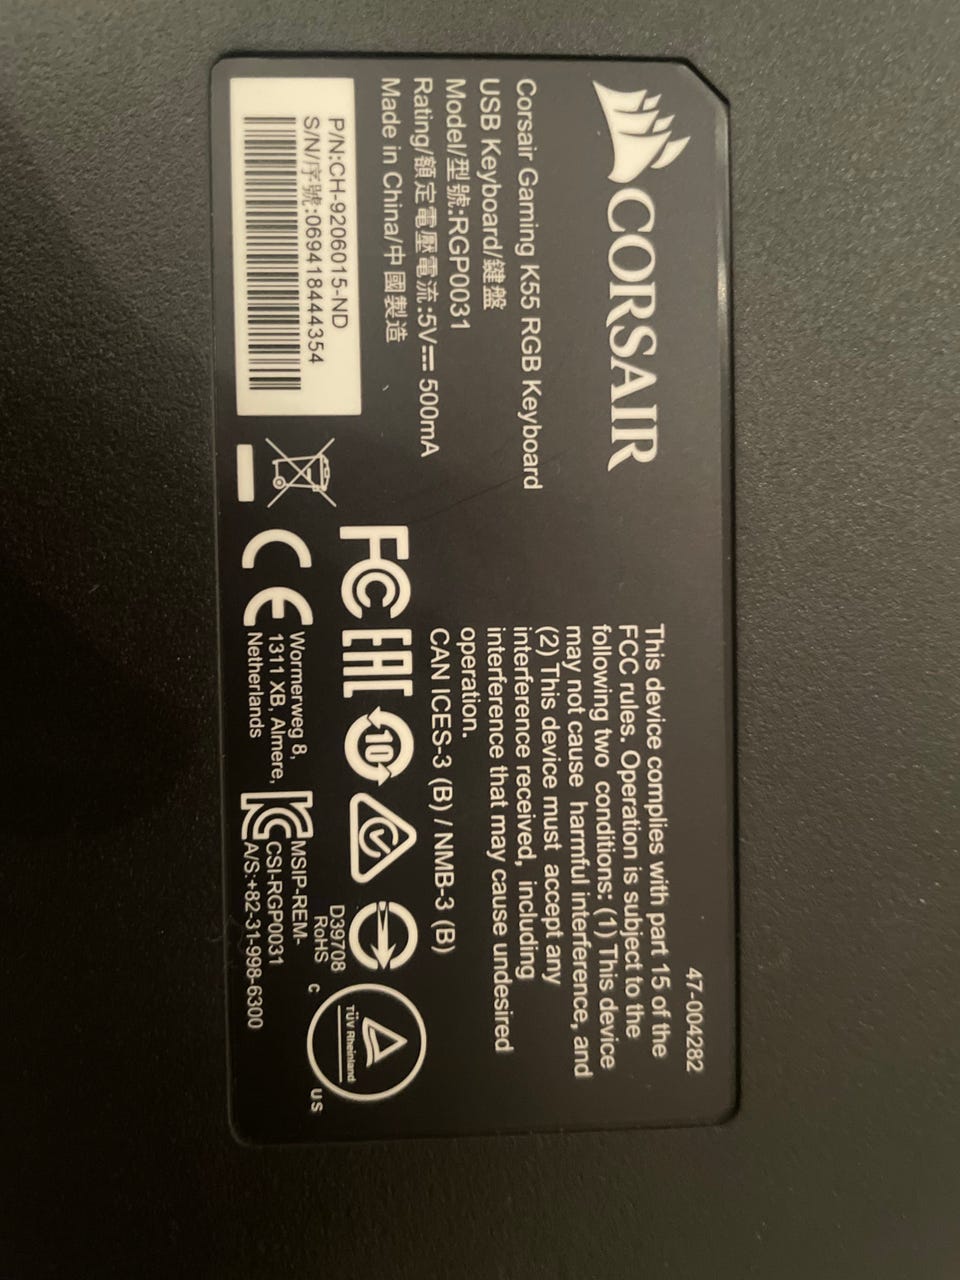 CORSAIR
Corsair Gaming K55 RGB Keyboard
USB Keyboard/鍵盤
Model/型號:RGP0031
Rating/額定電壓電流:5V⎓ 500mA
Made in China/中國製造
P/N:CH-9206015-ND
S/N/序號:069418444354
47-004282
This device complies with part 15 of the
FCC rules. Operation is subject to the
following two conditions: (1) This device
may not cause harmful interference, and
(2) This device must accept any
interference received, including
interference that may cause undesired
operation.
CAN ICES-3 (B) / NMB-3 (B)
FC EAC 10
D39708
RoHS
c TÜV Rheinland US
CE
Wormerweg 8,
1311 XB, Almere,
Netherlands
MSIP-REM-
CSI-RGP0031
A/S:+82-31-998-6300